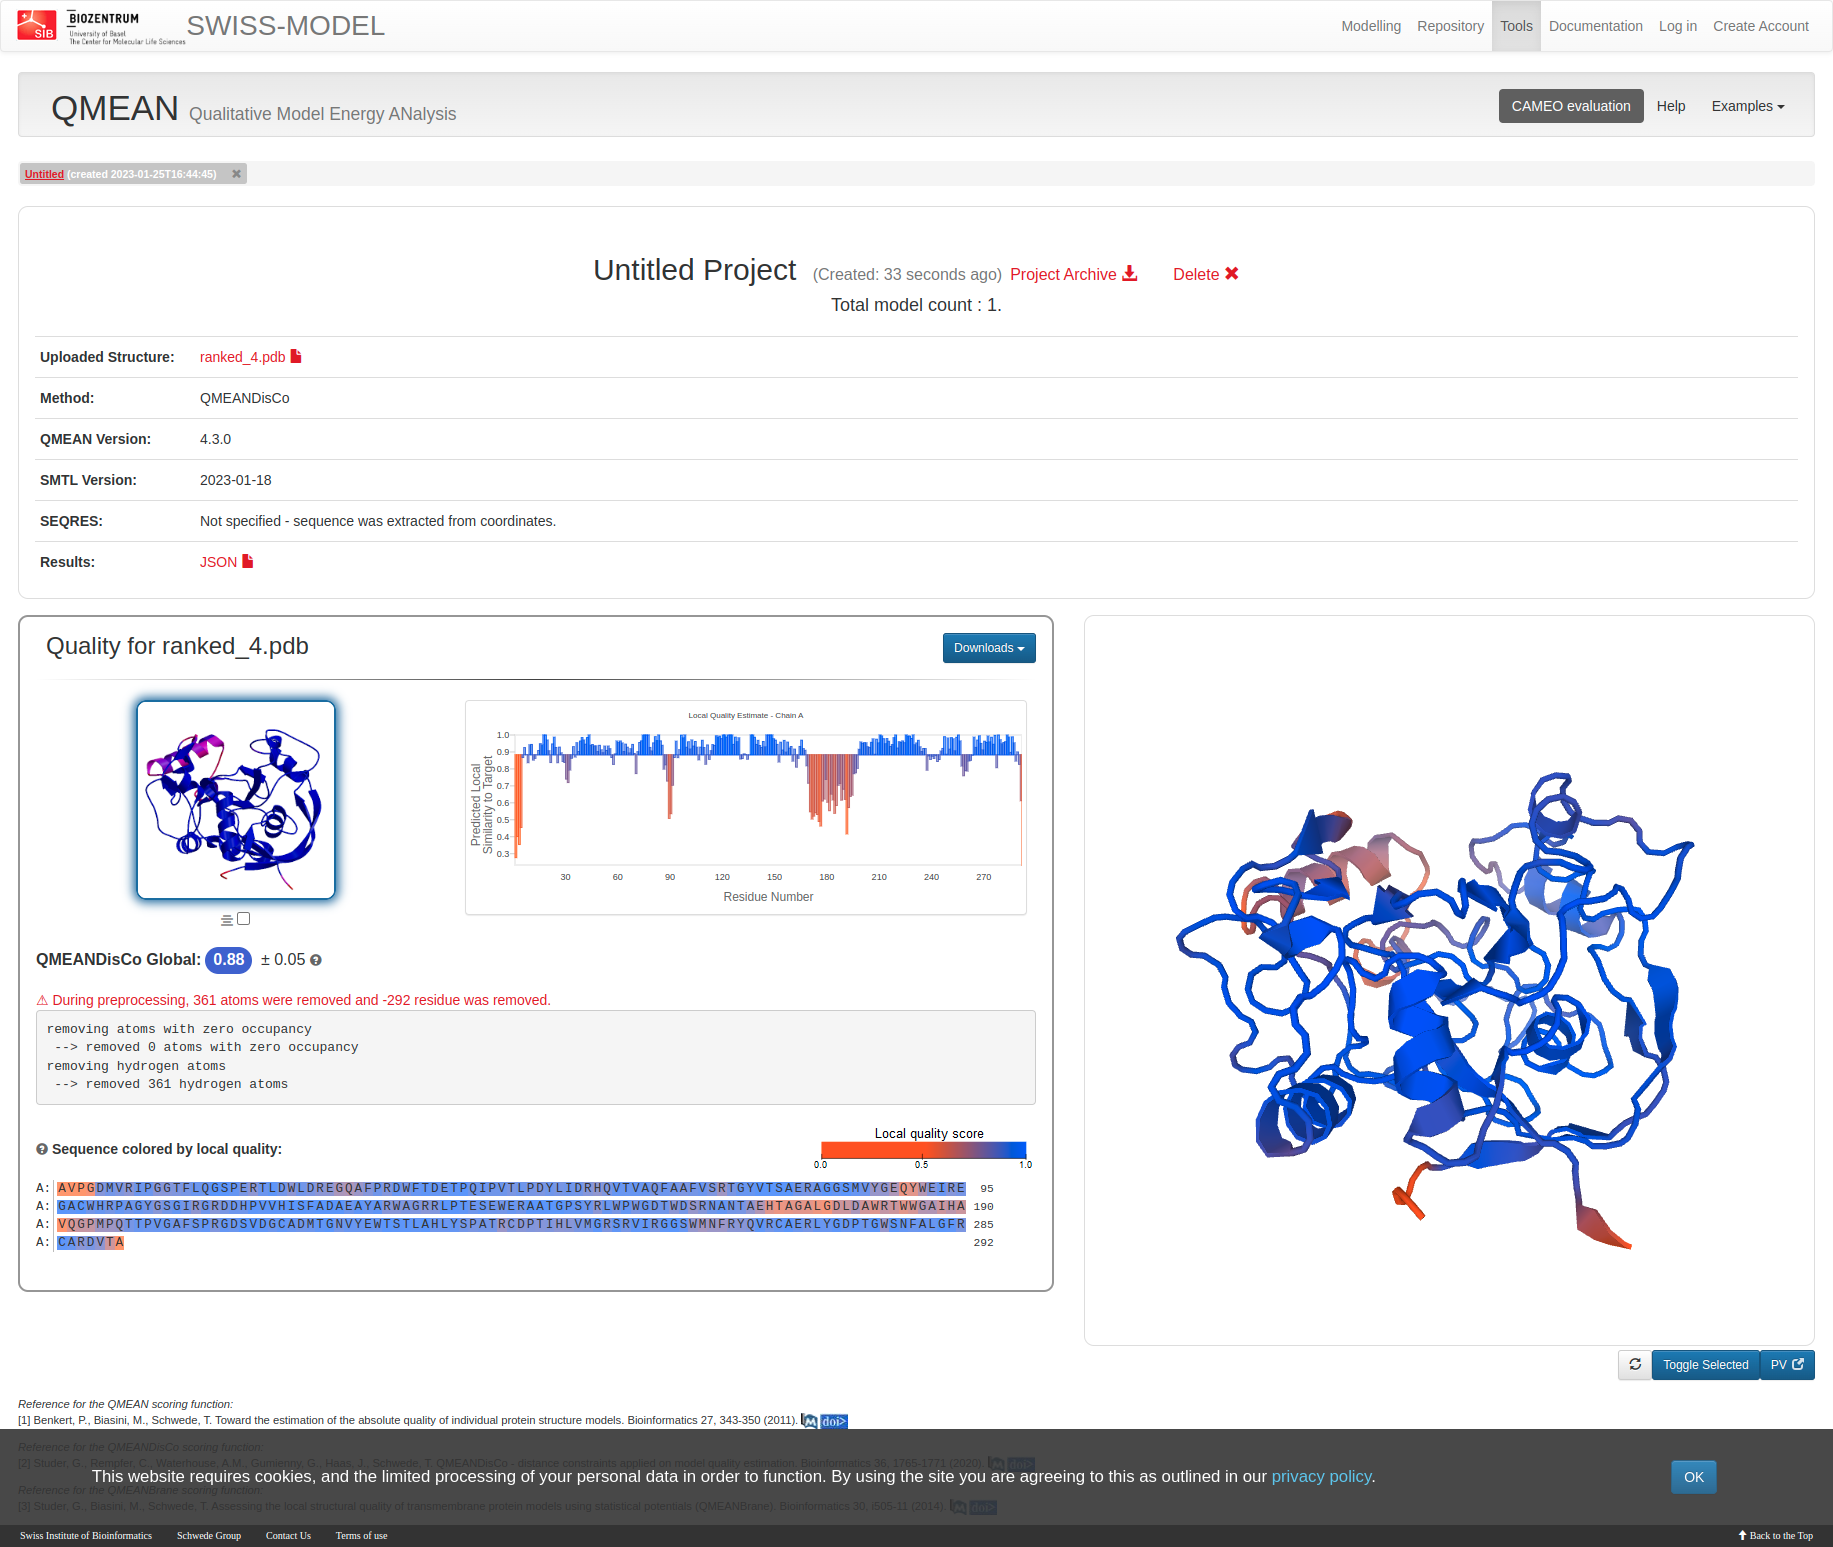 SIB
BIOZENTRUM
University of Basel
The Center for Molecular Life Sciences
SWISS-MODEL
Modelling Repository Tools Documentation Log in Create Account
QMEAN Qualitative Model Energy ANalysis
CAMEO evaluation Help Examples
Untitled (created 2023-01-25T16:44:45)
Untitled Project (Created: 33 seconds ago) Project Archive Delete
Total model count : 1.
Uploaded Structure: ranked_4.pdb
Method: QMEANDisCo
QMEAN Version: 4.3.0
SMTL Version: 2023-01-18
SEQRES: Not specified - sequence was extracted from coordinates.
Results: JSON
Quality for ranked_4.pdb
Downloads
Local Quality Estimate - Chain A
1.0
0.9
0.8
0.7
0.6
0.5
0.4
0.3
Predicted Local
Similarity to Target
30 60 90 120 150 180 210 240 270
Residue Number
QMEANDisCo Global: 0.88 ± 0.05
⚠ During preprocessing, 361 atoms were removed and -292 residue was removed.
removing atoms with zero occupancy
--> removed 0 atoms with zero occupancy
removing hydrogen atoms
--> removed 361 hydrogen atoms
Local quality score
0.0 0.5 1.0
Sequence colored by local quality:
A: AVPGDMVRIPGGTFLQGSPERTLDWLDREGQAFPRDWFTDETPQIPVTLPDYLIDRHQVTVAQFAAFVSRTGYVTSAERAGGSMVYGEQYWEIRE 95
A: GACWHRPAGYGSGIRGRDDHPVVHISFADAEAYARWAGRRLPTESEWERAATGPSYRLWPWGDTWDSRNANTAEHTAGALGDLDAWRTWWGAIHA 190
A: VQGPMPQTTPVGAFSPRGDSVDGCADMTGNVYEWTSTLAHLYSPATRCDPTIHLVMGRSRVIRGGSWMNFRYQVRCAERLYGDPTGWSNFALGFR 285
A: CARDVTA 292
Toggle Selected PV
Reference for the QMEAN scoring function:
[1] Benkert, P., Biasini, M., Schwede, T. Toward the estimation of the absolute quality of individual protein structure models. Bioinformatics 27, 343-350 (2011). M doi>
Reference for the QMEANDisCo scoring function:
[2] Studer, G., Rempfer, C., Waterhouse, A.M., Gumienny, G., Haas, J., Schwede, T. QMEANDisCo - distance constraints applied on model quality estimation. Bioinformatics 36, 1765-1771 (2020). M doi>
This website requires cookies, and the limited processing of your personal data in order to function. By using the site you are agreeing to this as outlined in our privacy policy.
OK
Reference for the QMEANBrane scoring function:
[3] Studer, G., Biasini, M., Schwede, T. Assessing the local structural quality of transmembrane protein models using statistical potentials (QMEANBrane). Bioinformatics 30, i505-11 (2014). M doi>
Swiss Institute of Bioinformatics Schwede Group Contact Us Terms of use
Back to the Top